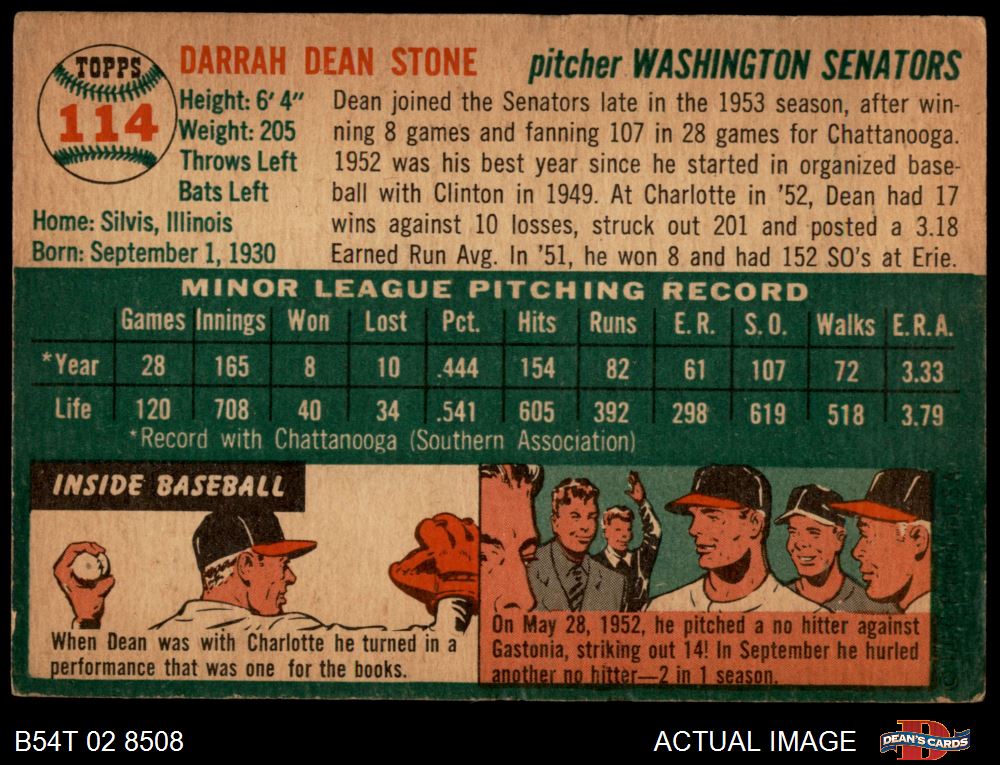 TOPPS
114
DARRAH DEAN STONE
pitcher WASHINGTON SENATORS
Height: 6' 4"
Weight: 205
Throws Left
Bats Left
Home: Silvis, Illinois
Born: September 1, 1930
Dean joined the Senators late in the 1953 season, after win-
ning 8 games and fanning 107 in 28 games for Chattanooga.
1952 was his best year since he started in organized base-
ball with Clinton in 1949. At Charlotte in '52, Dean had 17
wins against 10 losses, struck out 201 and posted a 3.18
Earned Run Avg. In '51, he won 8 and had 152 SO's at Erie.
MINOR LEAGUE PITCHING RECORD
Games Innings Won Lost Pct. Hits Runs E.R. S.O. Walks E.R.A.
*Year 28 165 8 10 .444 154 82 61 107 72 3.33
Life 120 708 40 34 .541 605 392 298 619 518 3.79
*Record with Chattanooga (Southern Association)
INSIDE BASEBALL
When Dean was with Charlotte he turned in a
performance that was one for the books.
On May 28, 1952, he pitched a no hitter against
Gastonia, striking out 14! In September he hurled
another no hitter—2 in 1 season.
B54T 02 8508
ACTUAL IMAGE
DEAN'S CARDS